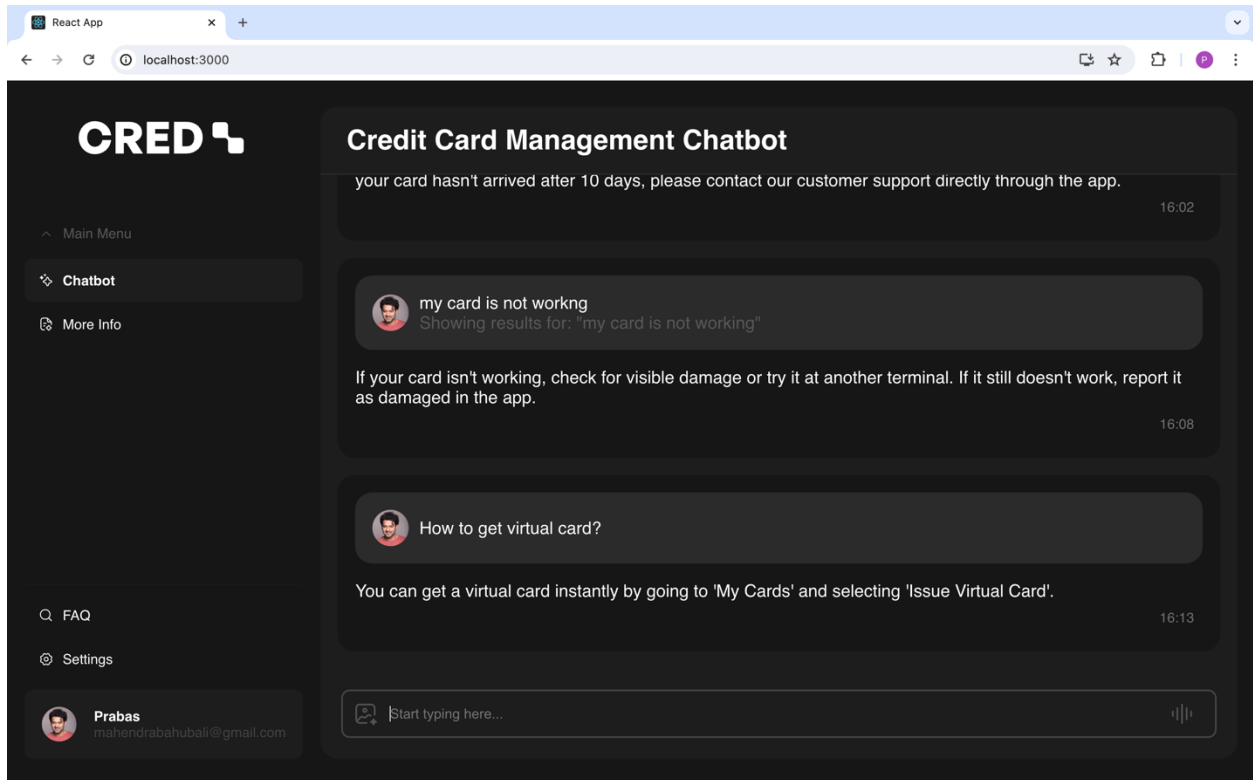 React App
localhost:3000
P
CRED
Credit Card Management Chatbot
your card hasn't arrived after 10 days, please contact our customer support directly through the app.
16:02
Main Menu
Chatbot
More Info
my card is not workng
Showing results for: "my card is not working"
If your card isn't working, check for visible damage or try it at another terminal. If it still doesn't work, report it
as damaged in the app.
16:08
How to get virtual card?
You can get a virtual card instantly by going to 'My Cards' and selecting 'Issue Virtual Card'.
16:13
FAQ
Settings
Prabas
mahendrabahubali@gmail.com
Start typing here...